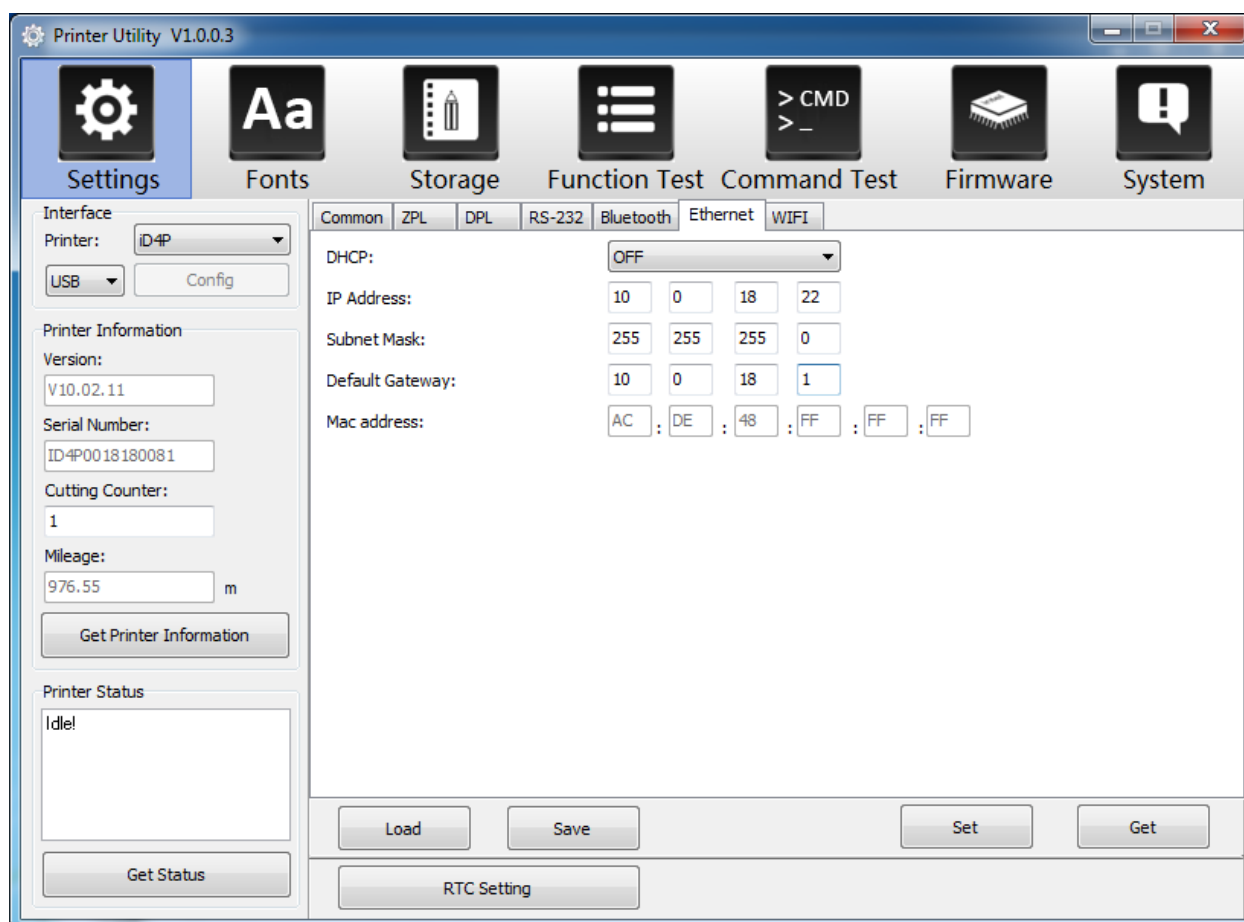 Printer Utility V1.0.0.3
X
Aa
> CMD
> _
Settings Fonts Storage Function Test Command Test Firmware System
Interface
Printer: iD4P
USB Config
Printer Information
Version:
V10.02.11
Serial Number:
ID4P0018180081
Cutting Counter:
1
Mileage:
976.55 m
Get Printer Information
Printer Status
Idle!
Get Status
Common ZPL DPL RS-232 Bluetooth Ethernet WIFI
DHCP: OFF
IP Address: 10 0 18 22
Subnet Mask: 255 255 255 0
Default Gateway: 10 0 18 1
Mac address: AC : DE : 48 : FF : FF : FF
Load Save Set Get
RTC Setting